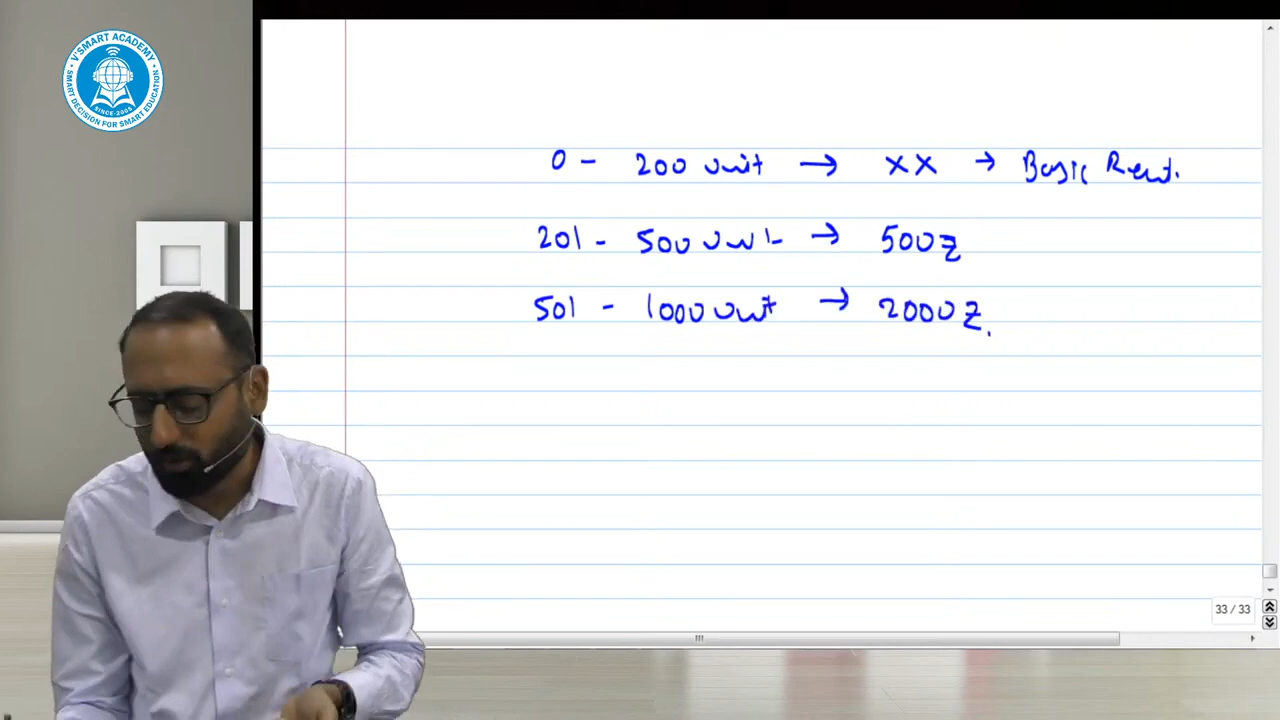 V'SMART ACADEMY
SMART DECISION FOR SMART EDUCATION
SINCE-2005
0 - 200 unit → XX → Basic Rent.
201 - 500 Unit → 500Z
501 - 1000 Unit → 2000Z.
33 / 33